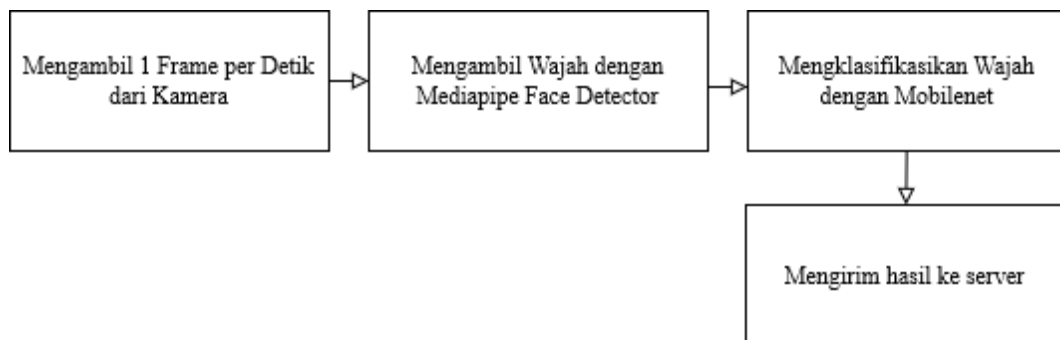 Mengambil 1 Frame per Detik
dari Kamera
Mengambil Wajah dengan
Mediapipe Face Detector
Mengklasifikasikan Wajah
dengan Mobilenet
Mengirim hasil ke server